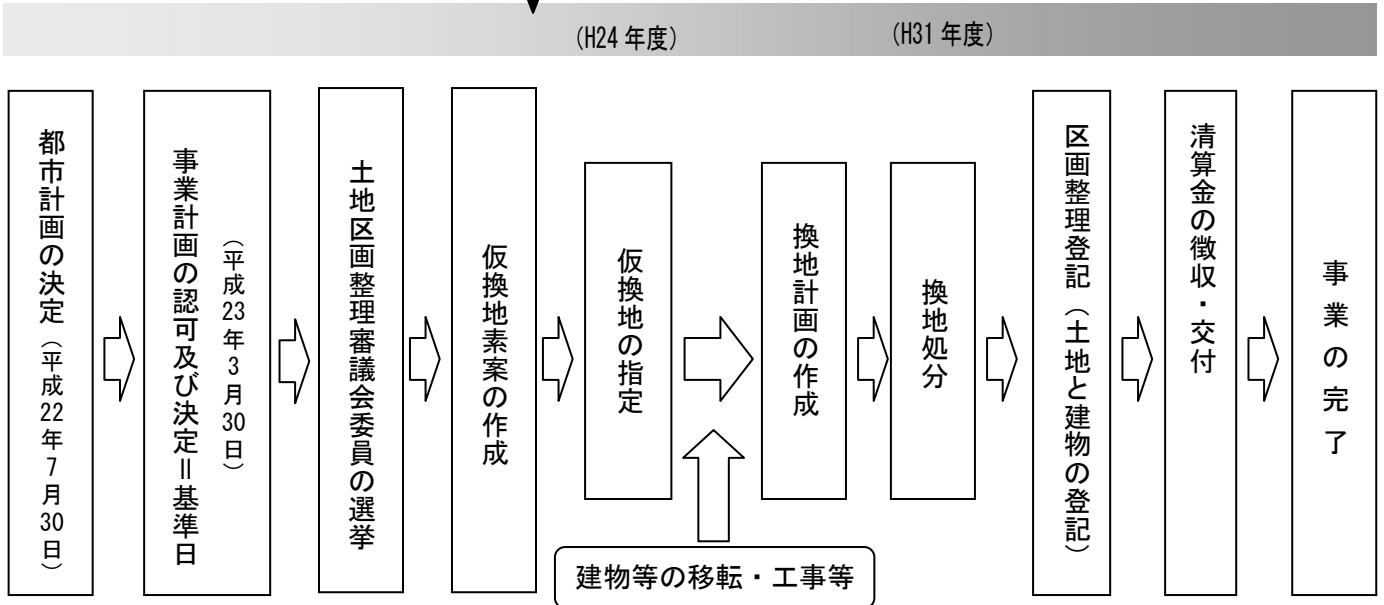 (H24 年度)
(H31 年度)
都市計画の決定（平成22年7月30日）
事業計画の認可及び決定＝基準日
（平成23年3月30日）
土地区画整理審議会委員の選挙
仮換地素案の作成
仮換地の指定
換地計画の作成
換地処分
区画整理登記（土地と建物の登記）
清算金の徴収・交付
事業の完了
建物等の移転・工事等